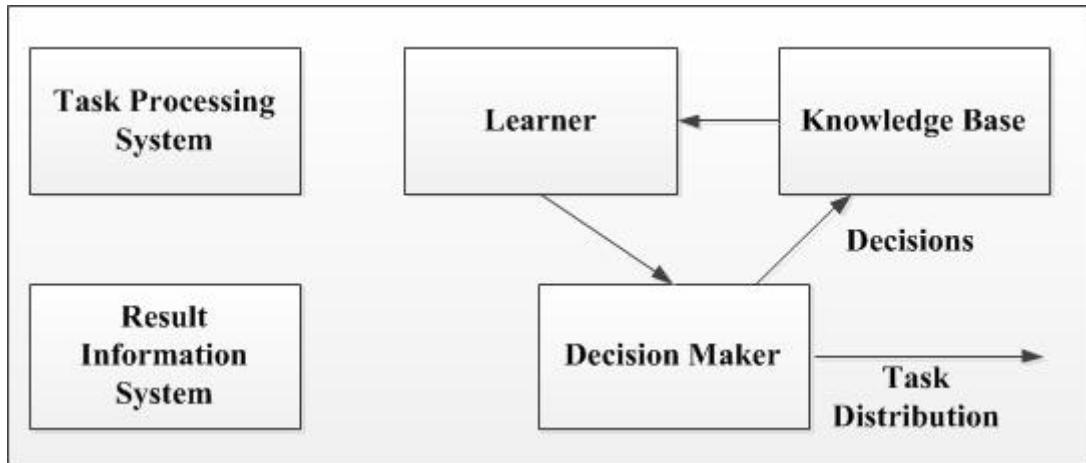 Task Processing
System
Learner
Knowledge Base
Decisions
Result
Information
System
Decision Maker
Task
Distribution